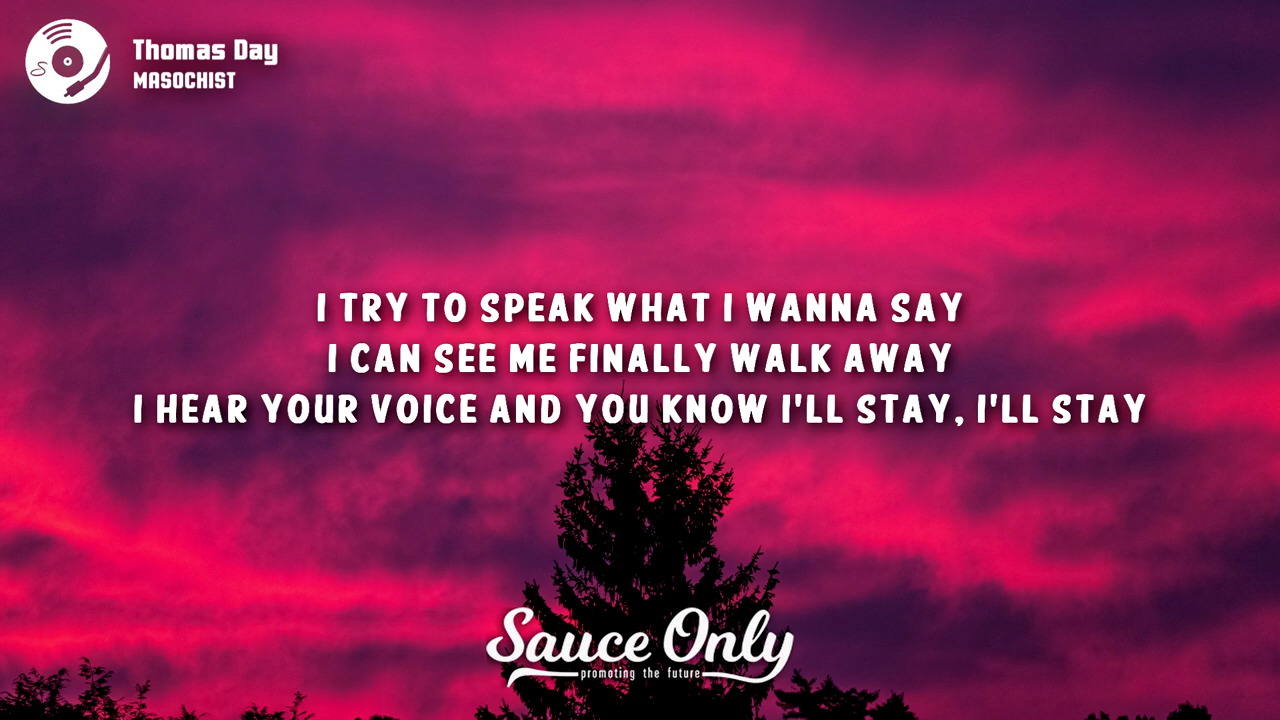 Thomas Day
MASOCHIST
I TRY TO SPEAK WHAT I WANNA SAY
I CAN SEE ME FINALLY WALK AWAY
I HEAR YOUR VOICE AND YOU KNOW I'LL STAY, I'LL STAY
Sauce Only
promoting the future